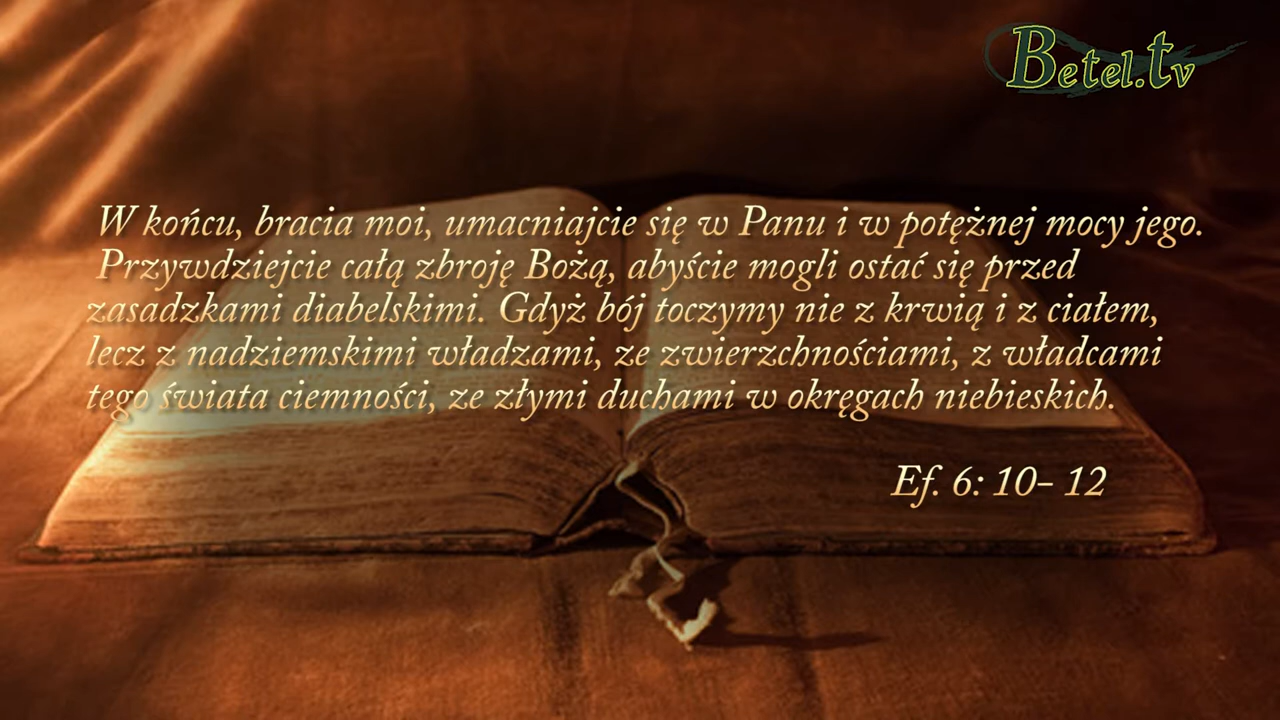 Betel.tv
W końcu, bracia moi, umacniajcie się w Panu i w potężnej mocy jego.
Przywdziejcie całą zbroję Bożą, abyście mogli ostać się przed
zasadzkami diabelskimi. Gdyż bój toczymy nie z krwią i z ciałem,
lecz z nadziemskimi władzami, ze zwierzchnościami, z władcami
tego świata ciemności, ze złymi duchami w okręgach niebieskich.
Ef. 6: 10- 12